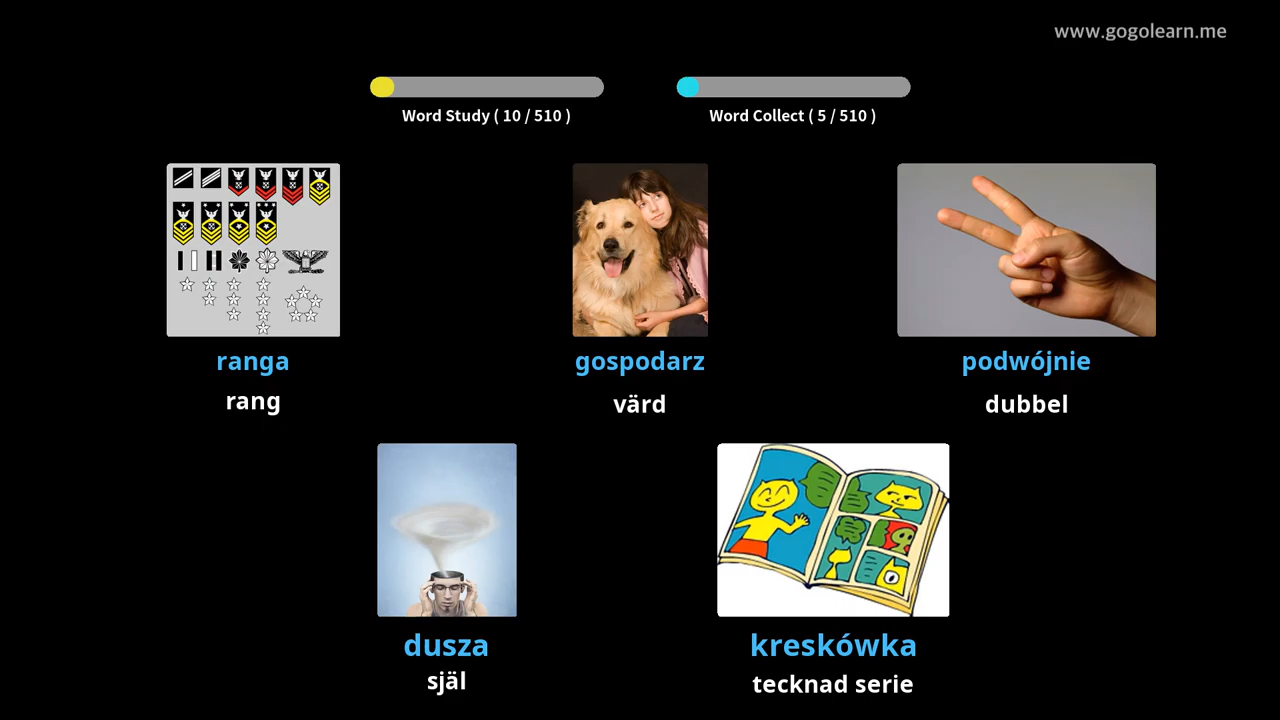 www.gogolearn.me
Word Study ( 10 / 510 )
Word Collect ( 5 / 510 )
ranga
rang
gospodarz
värd
podwójnie
dubbel
dusza
själ
kreskówka
tecknad serie